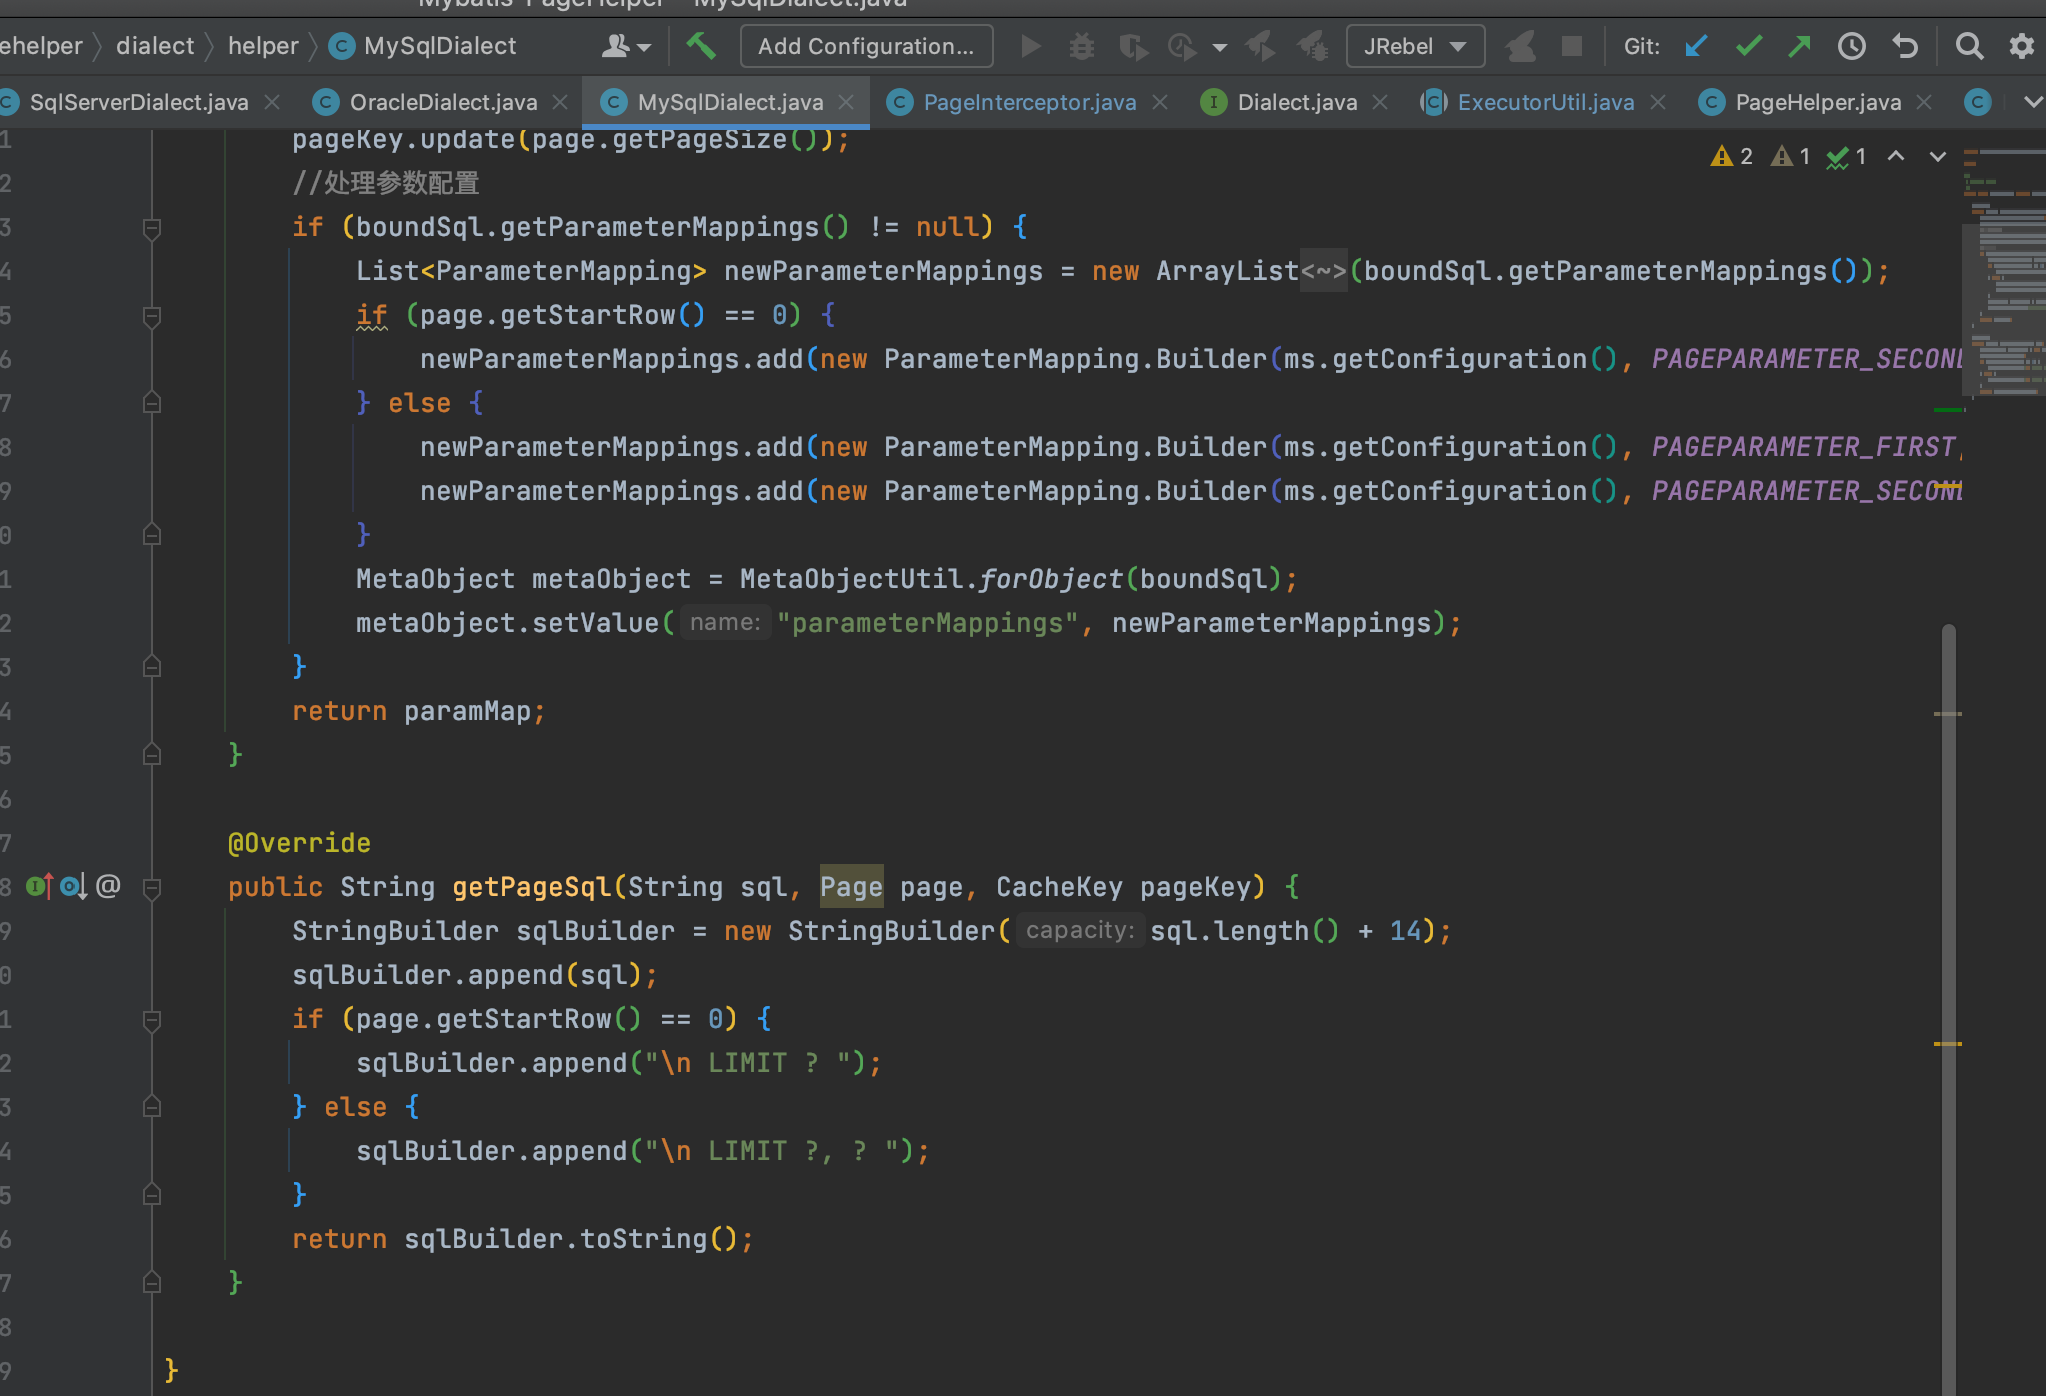 Mybatis-PageHelper – MySqlDialect.java
ehelper dialect helper MySqlDialect Add Configuration... JRebel Git:
SqlServerDialect.java OracleDialect.java MySqlDialect.java PageInterceptor.java Dialect.java ExecutorUtil.java PageHelper.java
2 1 1
1 pageKey.update(page.getPageSize());
2 //处理参数配置
3 if (boundSql.getParameterMappings() != null) {
4 List<ParameterMapping> newParameterMappings = new ArrayList<~>(boundSql.getParameterMappings());
5 if (page.getStartRow() == 0) {
6 newParameterMappings.add(new ParameterMapping.Builder(ms.getConfiguration(), PAGEPARAMETER_SECOND
7 } else {
8 newParameterMappings.add(new ParameterMapping.Builder(ms.getConfiguration(), PAGEPARAMETER_FIRST,
9 newParameterMappings.add(new ParameterMapping.Builder(ms.getConfiguration(), PAGEPARAMETER_SECOND
0 }
1 MetaObject metaObject = MetaObjectUtil.forObject(boundSql);
2 metaObject.setValue( name: "parameterMappings", newParameterMappings);
3 }
4 return paramMap;
5 }
6
7 @Override
8 public String getPageSql(String sql, Page page, CacheKey pageKey) {
9 StringBuilder sqlBuilder = new StringBuilder( capacity: sql.length() + 14);
0 sqlBuilder.append(sql);
1 if (page.getStartRow() == 0) {
2 sqlBuilder.append("\n LIMIT ? ");
3 } else {
4 sqlBuilder.append("\n LIMIT ?, ? ");
5 }
6 return sqlBuilder.toString();
7 }
8
9 }